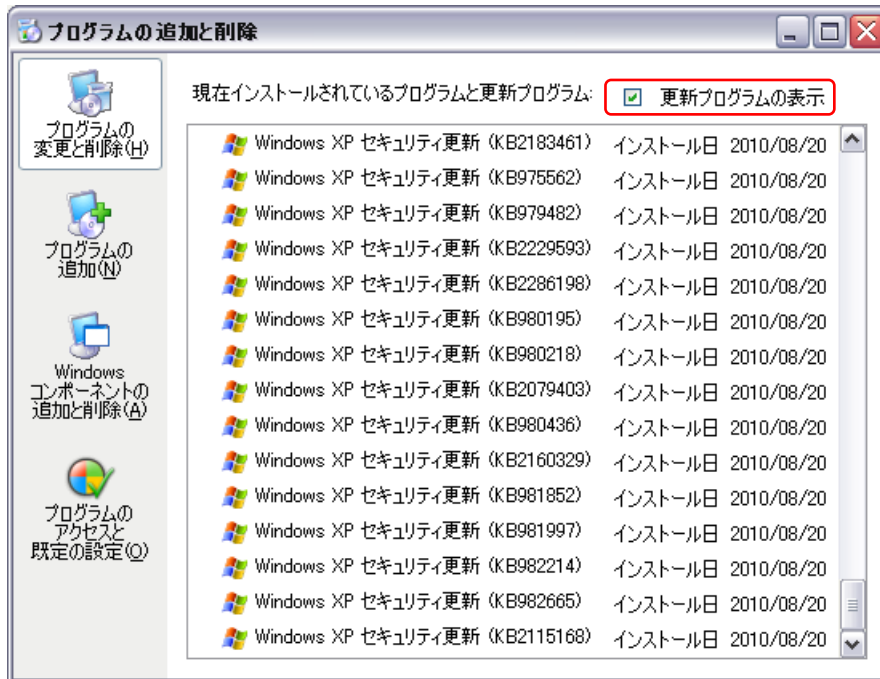 プログラムの追加と削除
現在インストールされているプログラムと更新プログラム:
更新プログラムの表示
プログラムの
変更と削除(H)
プログラムの
追加(N)
Windows
コンポーネントの
追加と削除(A)
プログラムの
アクセスと
既定の設定(O)
Windows XP セキュリティ更新 (KB2183461) インストール日 2010/08/20
Windows XP セキュリティ更新 (KB975562) インストール日 2010/08/20
Windows XP セキュリティ更新 (KB979482) インストール日 2010/08/20
Windows XP セキュリティ更新 (KB2229593) インストール日 2010/08/20
Windows XP セキュリティ更新 (KB2286198) インストール日 2010/08/20
Windows XP セキュリティ更新 (KB980195) インストール日 2010/08/20
Windows XP セキュリティ更新 (KB980218) インストール日 2010/08/20
Windows XP セキュリティ更新 (KB2079403) インストール日 2010/08/20
Windows XP セキュリティ更新 (KB980436) インストール日 2010/08/20
Windows XP セキュリティ更新 (KB2160329) インストール日 2010/08/20
Windows XP セキュリティ更新 (KB981852) インストール日 2010/08/20
Windows XP セキュリティ更新 (KB981997) インストール日 2010/08/20
Windows XP セキュリティ更新 (KB982214) インストール日 2010/08/20
Windows XP セキュリティ更新 (KB982665) インストール日 2010/08/20
Windows XP セキュリティ更新 (KB2115168) インストール日 2010/08/20